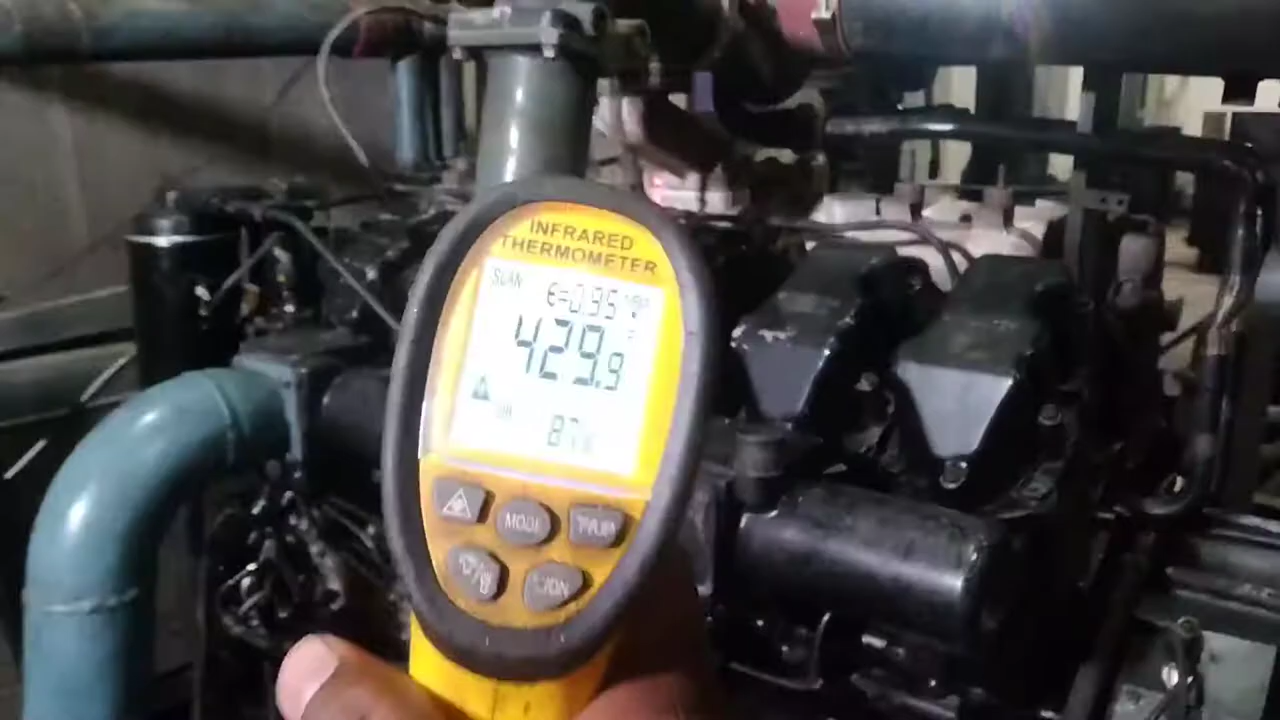 INFRARED
THERMOMETER
SCAN
ε=0.95
429.9
87%
MODE